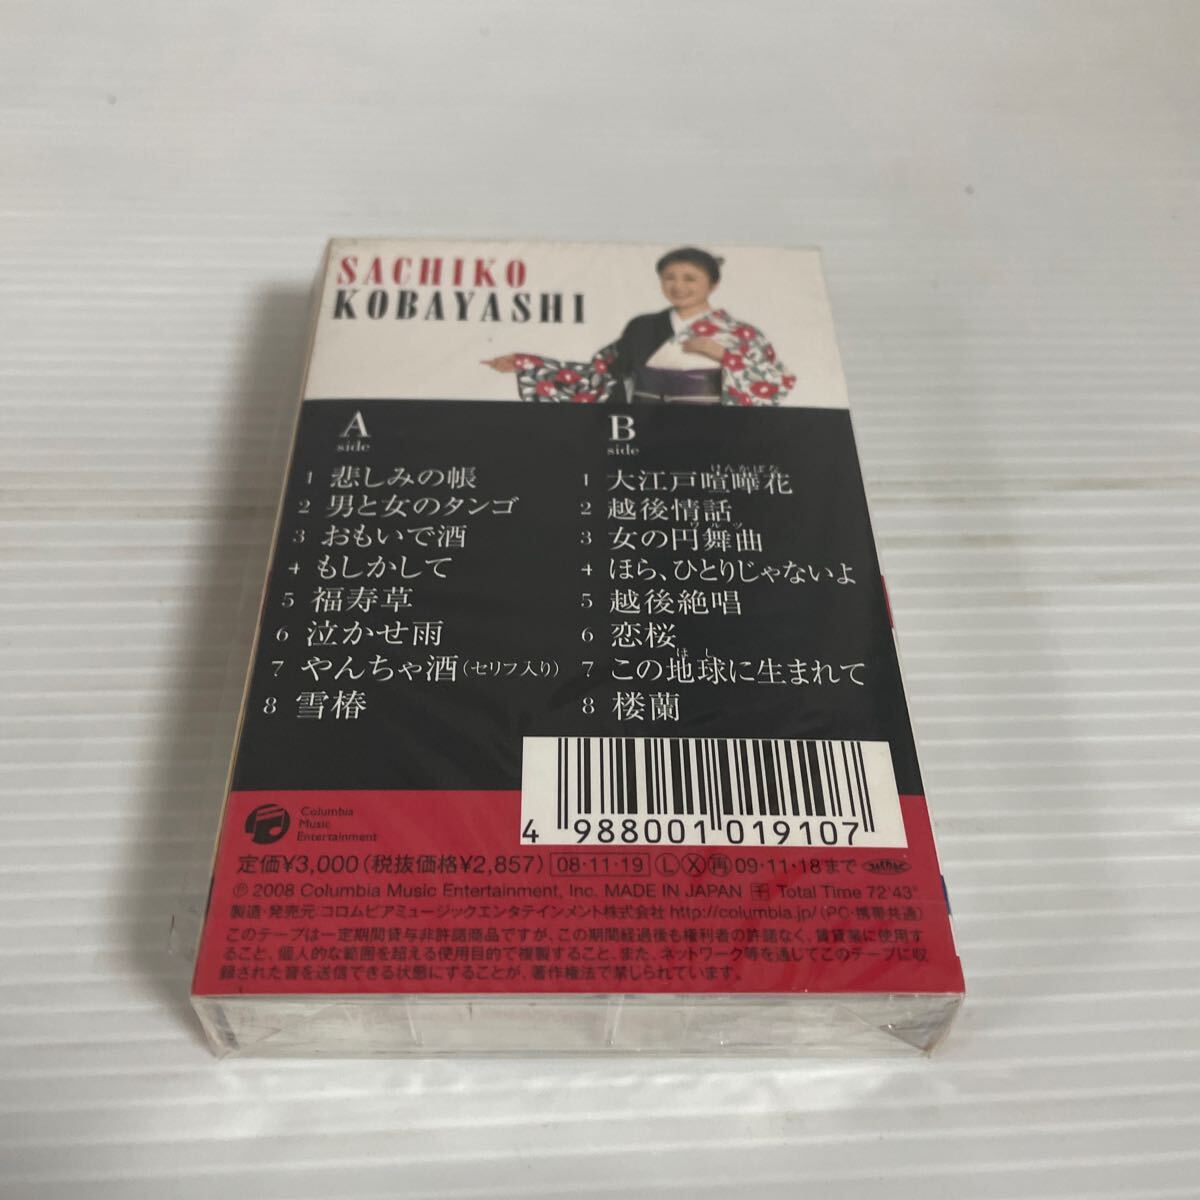 SACHIKO
KOBAYASHI
A
side
1 悲しみの帳
2 男と女のタンゴ
3 おもいで酒
4 もしかして
5 福寿草
6 泣かせ雨
7 やんちゃ酒(セリフ入り)
8 雪椿
B
side
けんかばな
1 大江戸喧嘩花
2 越後情話
ワルツ
3 女の円舞曲
4 ほら、ひとりじゃないよ
5 越後絶唱
6 恋桜
ほし
7 この地球に生まれて
8 楼蘭
4 988001 019107
Columbia
Music
Entertainment
定価¥3,000(税抜価格¥2,857) 08・11・19 L X 再 09・11・18まで
℗ 2008 Columbia Music Entertainment, Inc. MADE IN JAPAN 干 Total Time 72'43"
製造・発売元:コロムビアミュージックエンタテインメント株式会社 http://columbia.jp/(PC・携帯共通)
このテープは一定期間貸与非許諾商品ですが、この期間経過後も権利者の許諾なく、賃貸業に使用す
ること、個人的な範囲を超える使用目的で複製すること、また、ネットワーク等を通じてこのテープに収
録された音を送信できる状態にすることが、著作権法で禁じられています。